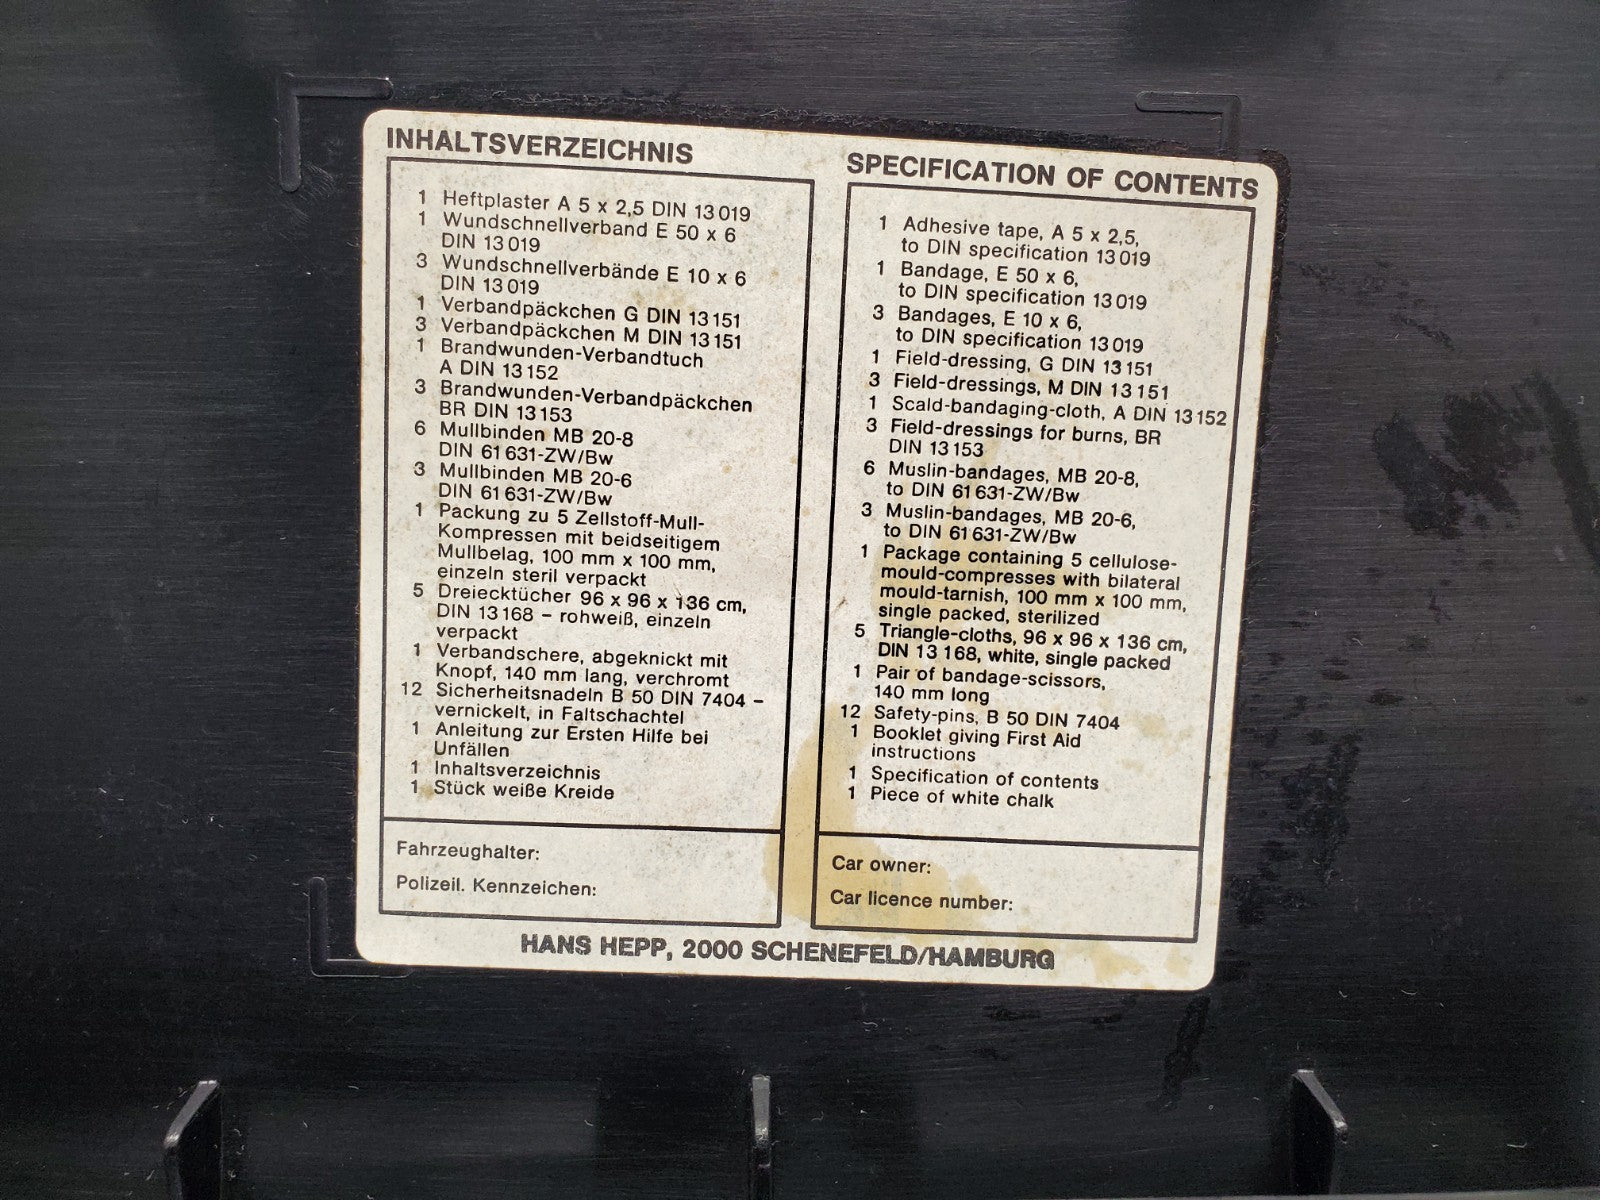 INHALTSVERZEICHNIS
1 Heftplaster A 5 x 2,5 DIN 13 019
1 Wundschnellverband E 50 x 6
DIN 13 019
3 Wundschnellverbände E 10 x 6
DIN 13 019
1 Verbandpäckchen G DIN 13 151
3 Verbandpäckchen M DIN 13 151
1 Brandwunden-Verbandtuch
A DIN 13 152
3 Brandwunden-Verbandpäckchen
BR DIN 13 153
6 Mullbinden MB 20-8
DIN 61 631-ZW/Bw
3 Mullbinden MB 20-6
DIN 61 631-ZW/Bw
1 Packung zu 5 Zellstoff-Mull-
Kompressen mit beidseitigem
Mullbelag, 100 mm x 100 mm,
einzeln steril verpackt
5 Dreiecktücher 96 x 96 x 136 cm,
DIN 13 168 – rohweiß, einzeln
verpackt
1 Verbandschere, abgeknickt mit
Knopf, 140 mm lang, verchromt
12 Sicherheitsnadeln B 50 DIN 7404 –
vernickelt, in Faltschachtel
1 Anleitung zur Ersten Hilfe bei
Unfällen
1 Inhaltsverzeichnis
1 Stück weiße Kreide
Fahrzeughalter:
Polizeil. Kennzeichen:
SPECIFICATION OF CONTENTS
1 Adhesive tape, A 5 x 2,5,
to DIN specification 13 019
1 Bandage, E 50 x 6,
to DIN specification 13 019
3 Bandages, E 10 x 6,
to DIN specification 13 019
1 Field-dressing, G DIN 13 151
3 Field-dressings, M DIN 13 151
1 Scald-bandaging-cloth, A DIN 13 152
3 Field-dressings for burns, BR
DIN 13 153
6 Muslin-bandages, MB 20-8,
to DIN 61 631-ZW/Bw
3 Muslin-bandages, MB 20-6,
to DIN 61 631-ZW/Bw
1 Package containing 5 cellulose-
mould-compresses with bilateral
mould-tarnish, 100 mm x 100 mm,
single packed, sterilized
5 Triangle-cloths, 96 x 96 x 136 cm,
DIN 13 168, white, single packed
1 Pair of bandage-scissors,
140 mm long
12 Safety-pins, B 50 DIN 7404
1 Booklet giving First Aid
instructions
1 Specification of contents
1 Piece of white chalk
Car owner:
Car licence number:
HANS HEPP, 2000 SCHENEFELD/HAMBURG